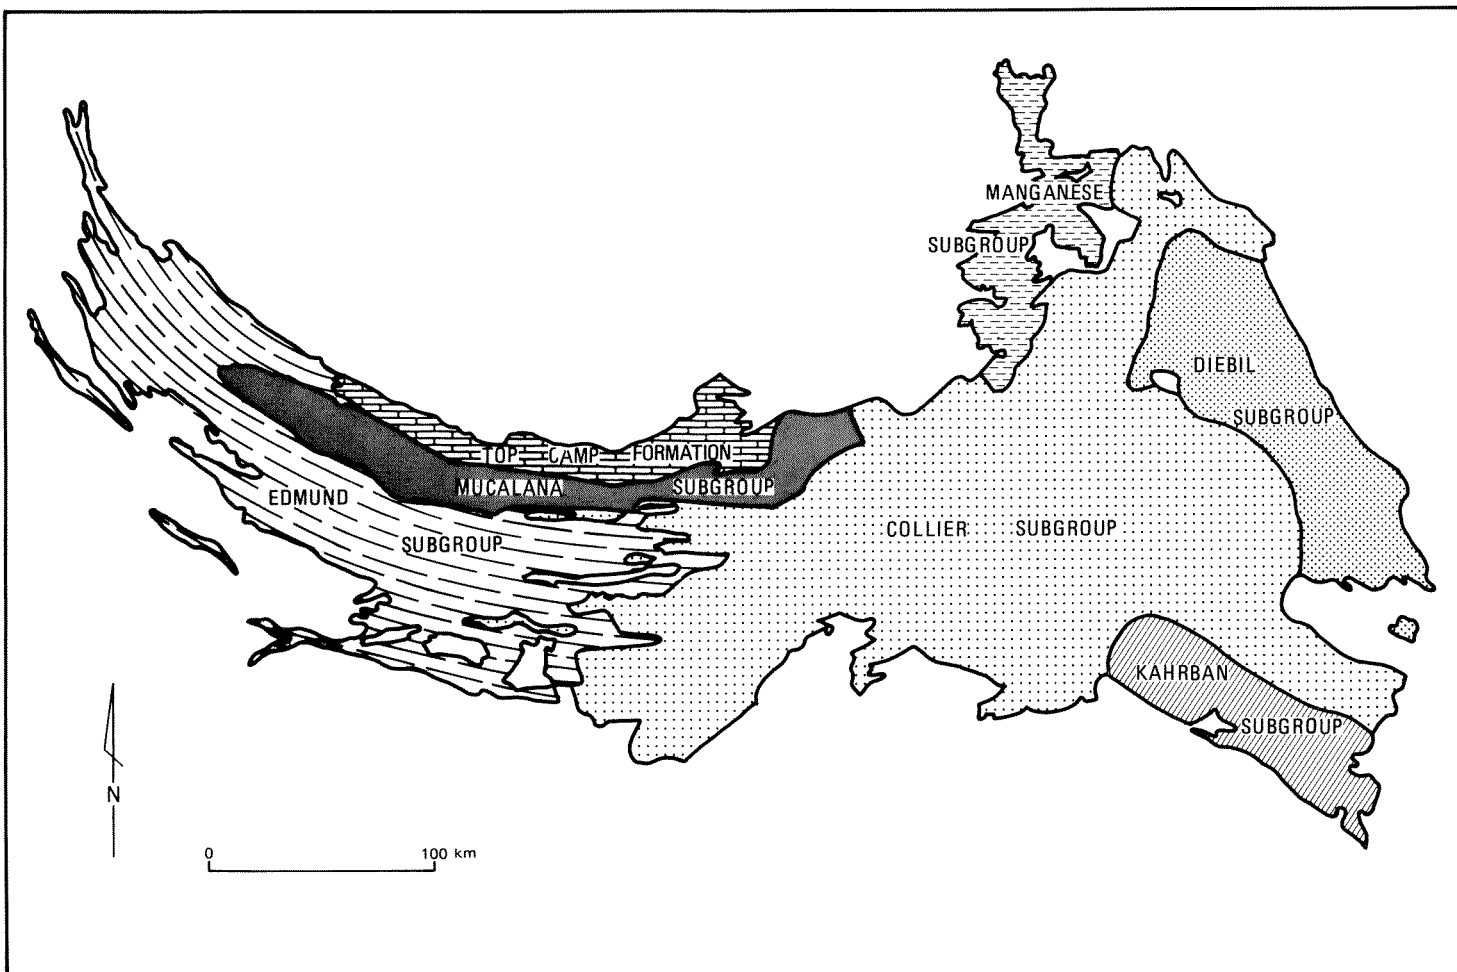 MANGANESE
SUBGROUP
DIEBIL
SUBGROUP
TOP CAMP FORMATION
MUCALANA SUBGROUP
EDMUND
SUBGROUP
COLLIER SUBGROUP
KAHRBAN
SUBGROUP
N
0 100 km